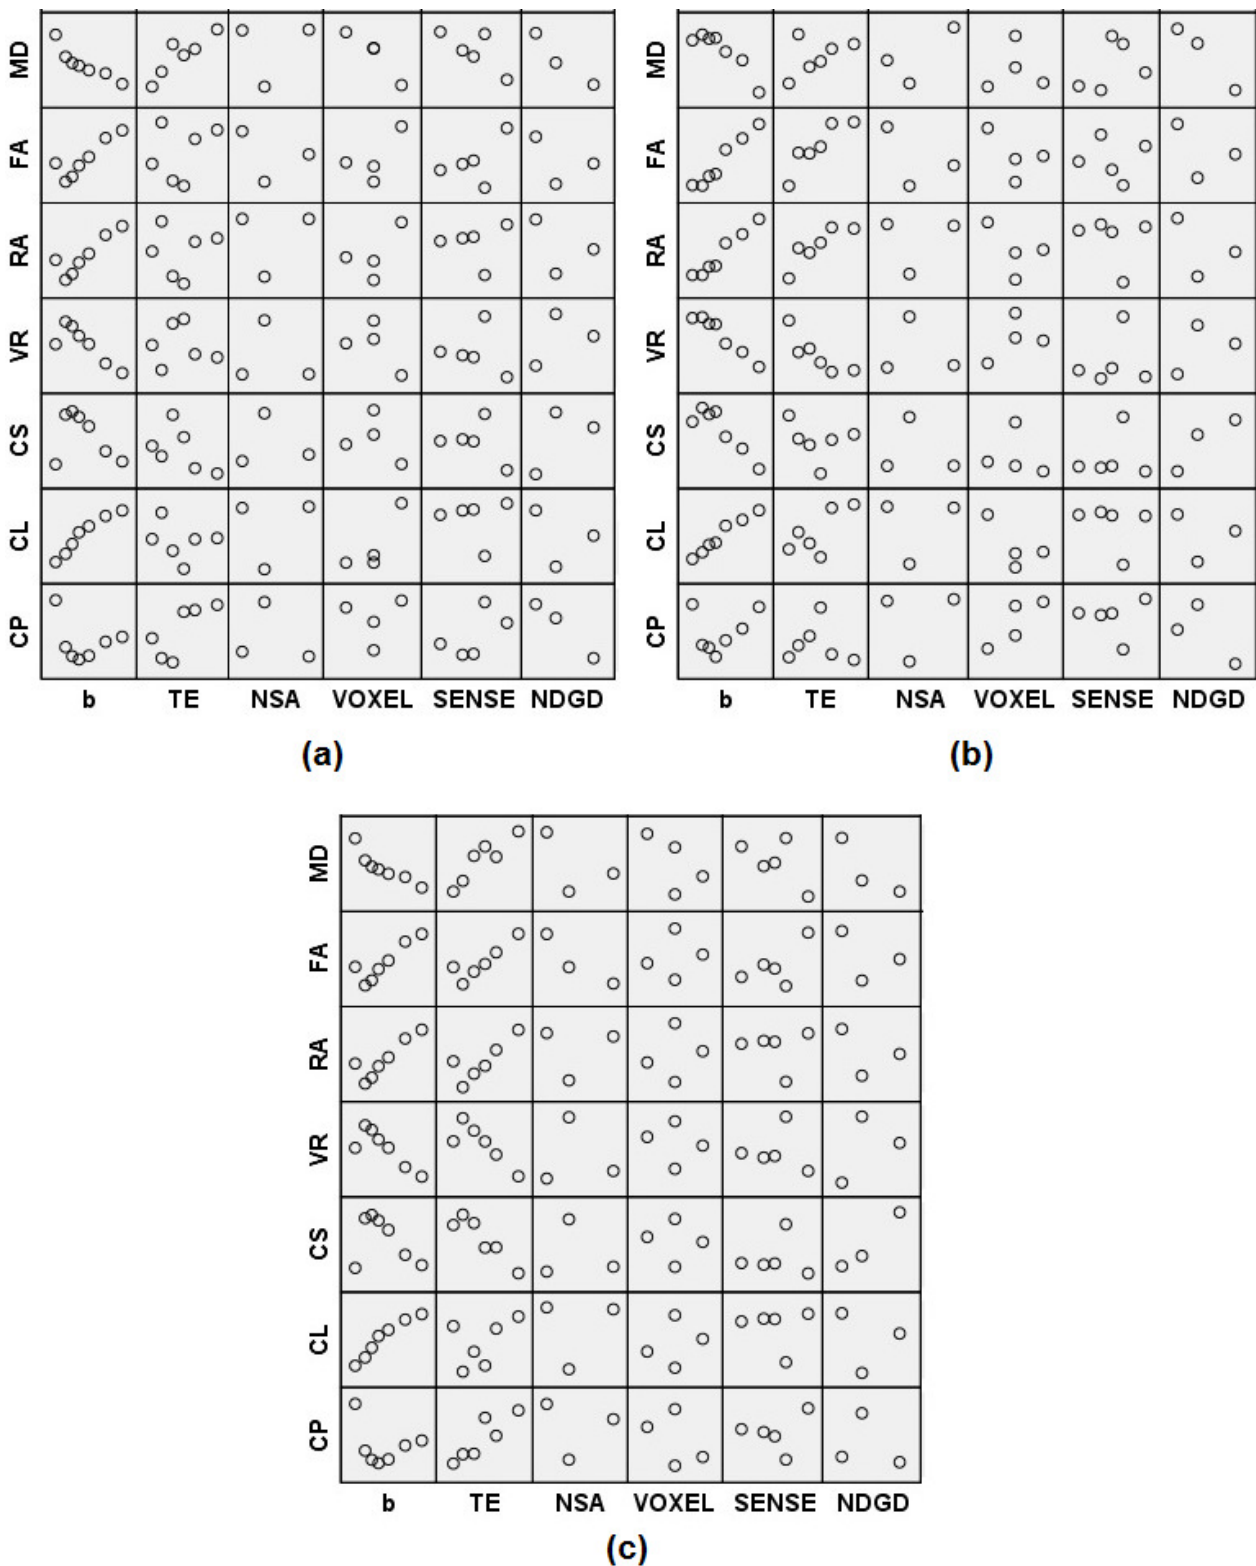 MD MD
FA FA
RA RA
VR VR
CS CS
CL CL
CP CP
b TE NSA VOXEL SENSE NDGD b TE NSA VOXEL SENSE NDGD
(a) (b)
MD
FA
RA
VR
CS
CL
CP
b TE NSA VOXEL SENSE NDGD
(c)